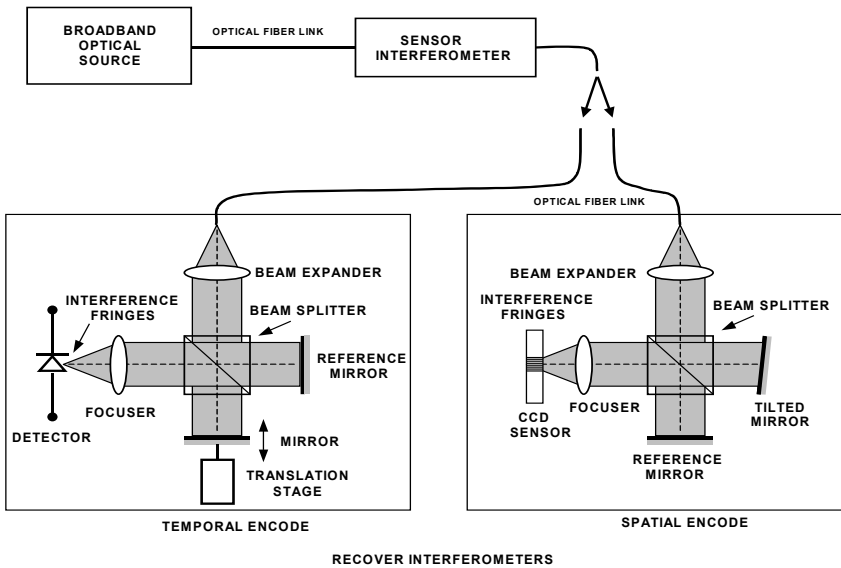 BROADBAND
OPTICAL
SOURCE
OPTICAL FIBER LINK
SENSOR
INTERFEROMETER
OPTICAL FIBER LINK
BEAM EXPANDER
INTERFERENCE
FRINGES
BEAM SPLITTER
REFERENCE
MIRROR
FOCUSER
DETECTOR
MIRROR
TRANSLATION
STAGE
TEMPORAL ENCODE
BEAM EXPANDER
INTERFERENCE
FRINGES
BEAM SPLITTER
CCD
SENSOR
FOCUSER
TILTED
MIRROR
REFERENCE
MIRROR
SPATIAL ENCODE
RECOVER INTERFEROMETERS